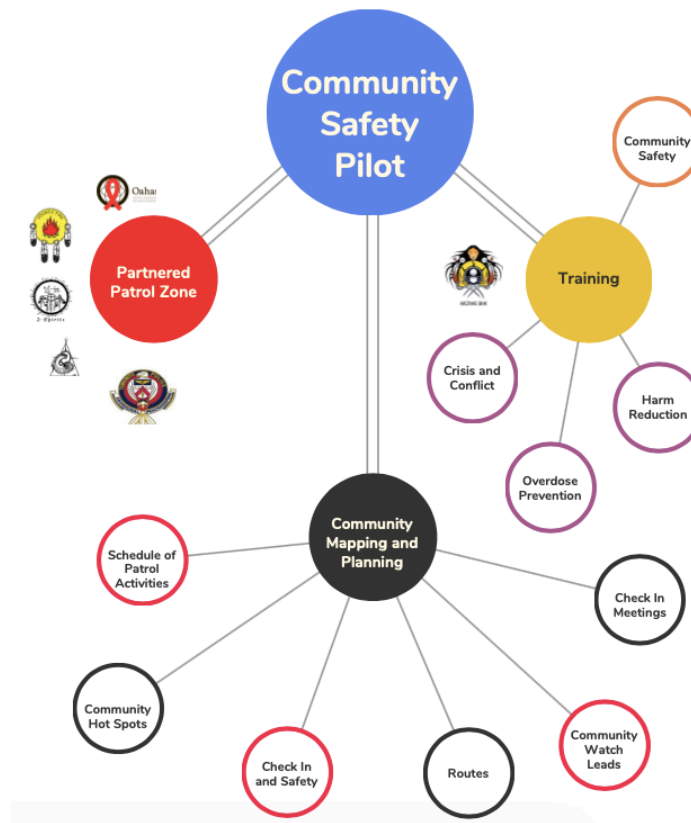 Community
Safety
Pilot
Community
Safety
Oaha
Partnered
Patrol Zone
Training
2-Spirits
Crisis and
Conflict
Harm
Reduction
Overdose
Prevention
Community
Mapping and
Planning
Schedule of
Patrol
Activities
Check In
Meetings
Community
Hot Spots
Community
Watch
Leads
Check In
and Safety
Routes